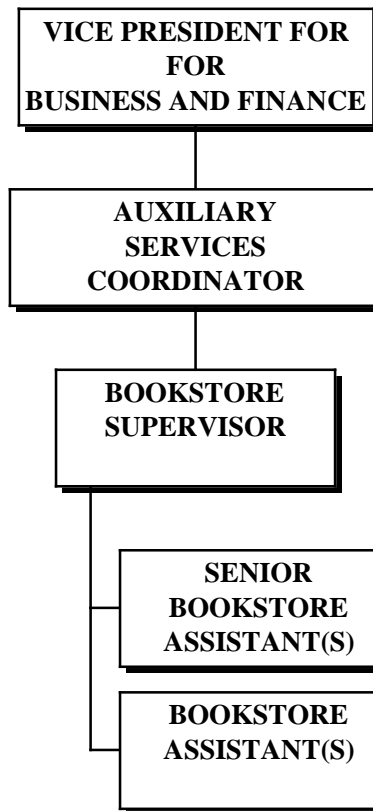 VICE PRESIDENT FOR
FOR
BUSINESS AND FINANCE
AUXILIARY
SERVICES
COORDINATOR
BOOKSTORE
SUPERVISOR
SENIOR
BOOKSTORE
ASSISTANT(S)
BOOKSTORE
ASSISTANT(S)